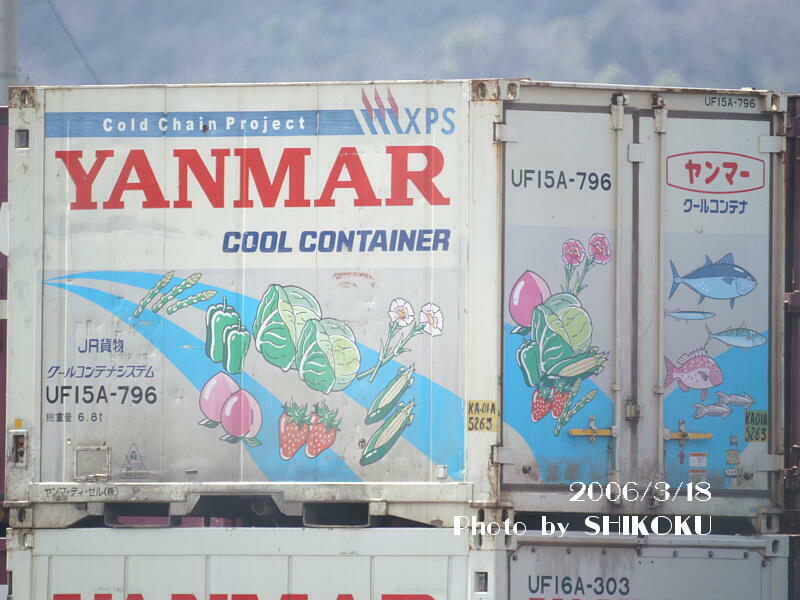 Cold Chain Project
XPS
YANMAR
COOL CONTAINER
JR貨物
クールコンテナシステム
UF15A-796
総重量 6.8t
KA-01A
5263
ヤンマーディーゼル(株)
UF15A-796
UF15A-796
ヤンマー
クールコンテナ
KA01A
5263
2006/3/18
Photo by SHIKOKU
YANMAR
UF16A-303